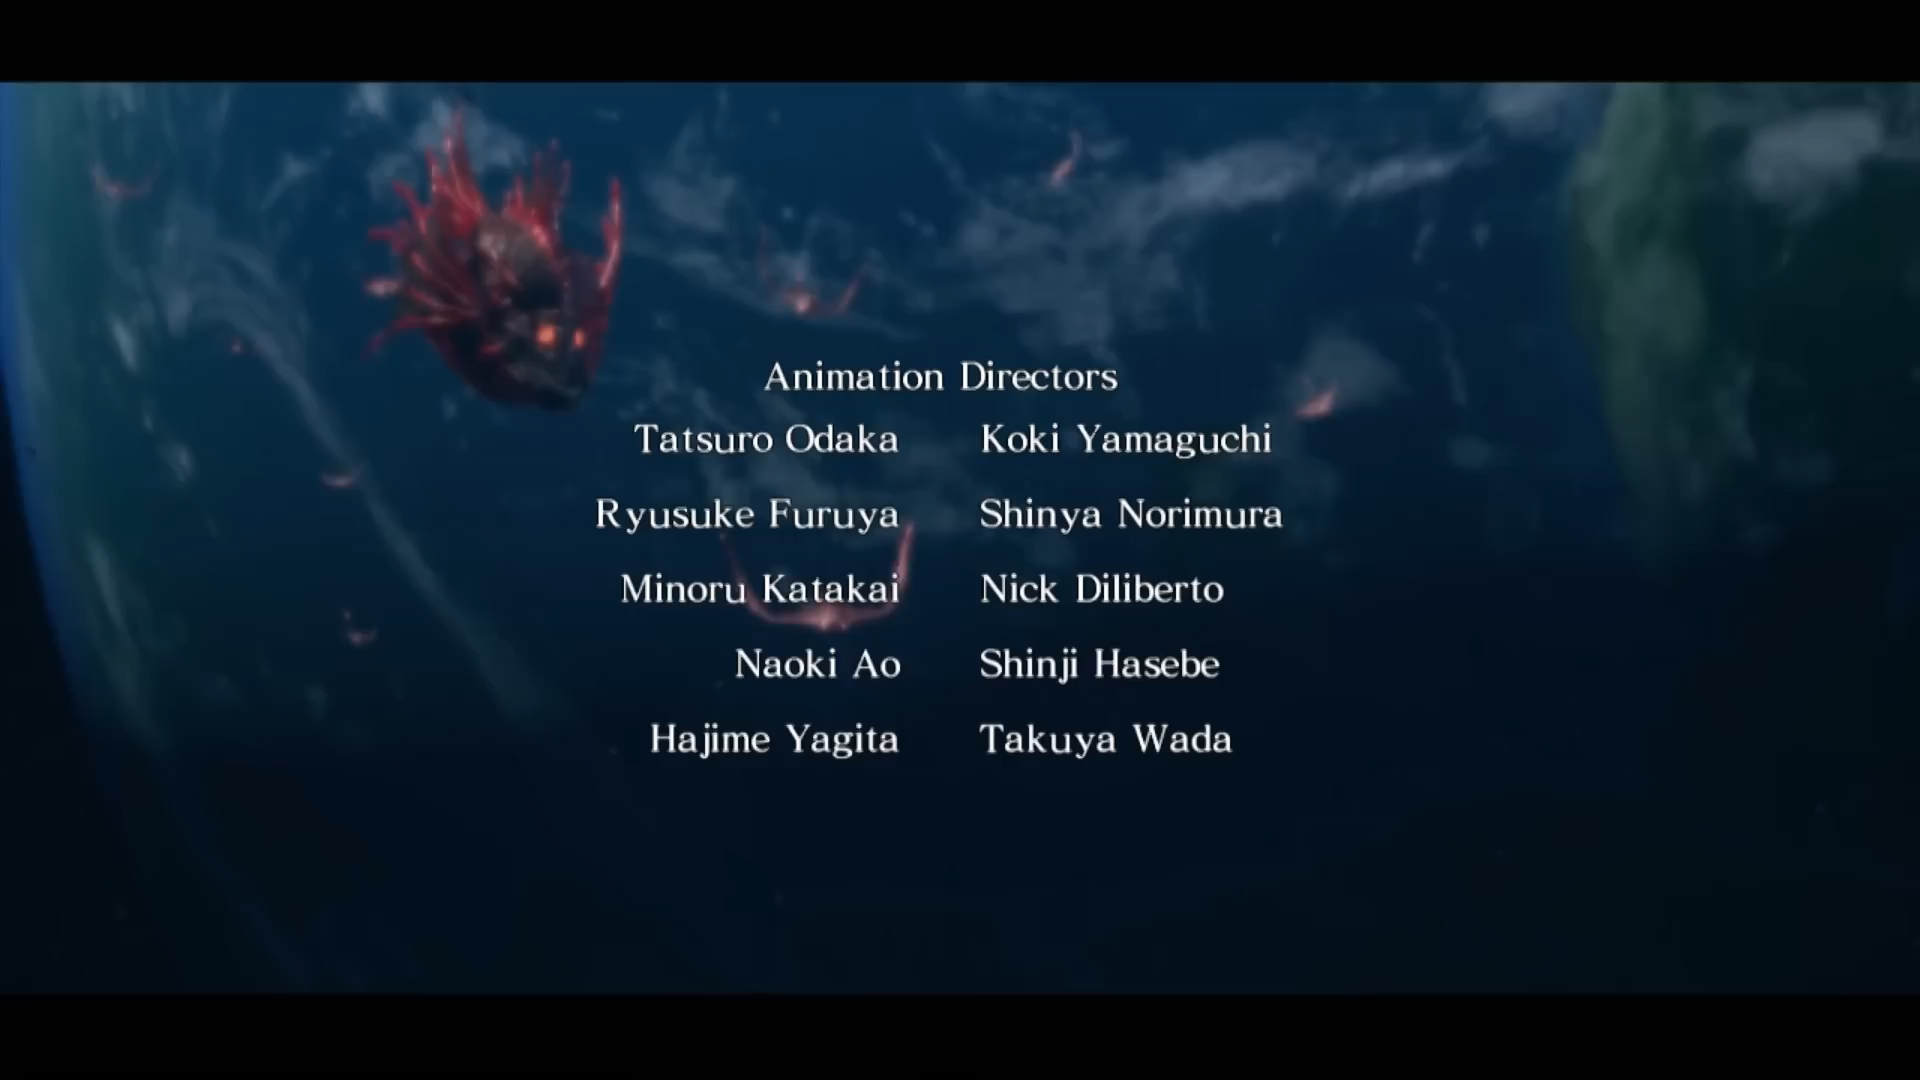 Animation Directors
Tatsuro Odaka Koki Yamaguchi
Ryusuke Furuya Shinya Norimura
Minoru Katakai Nick Diliberto
Naoki Ao Shinji Hasebe
Hajime Yagita Takuya Wada